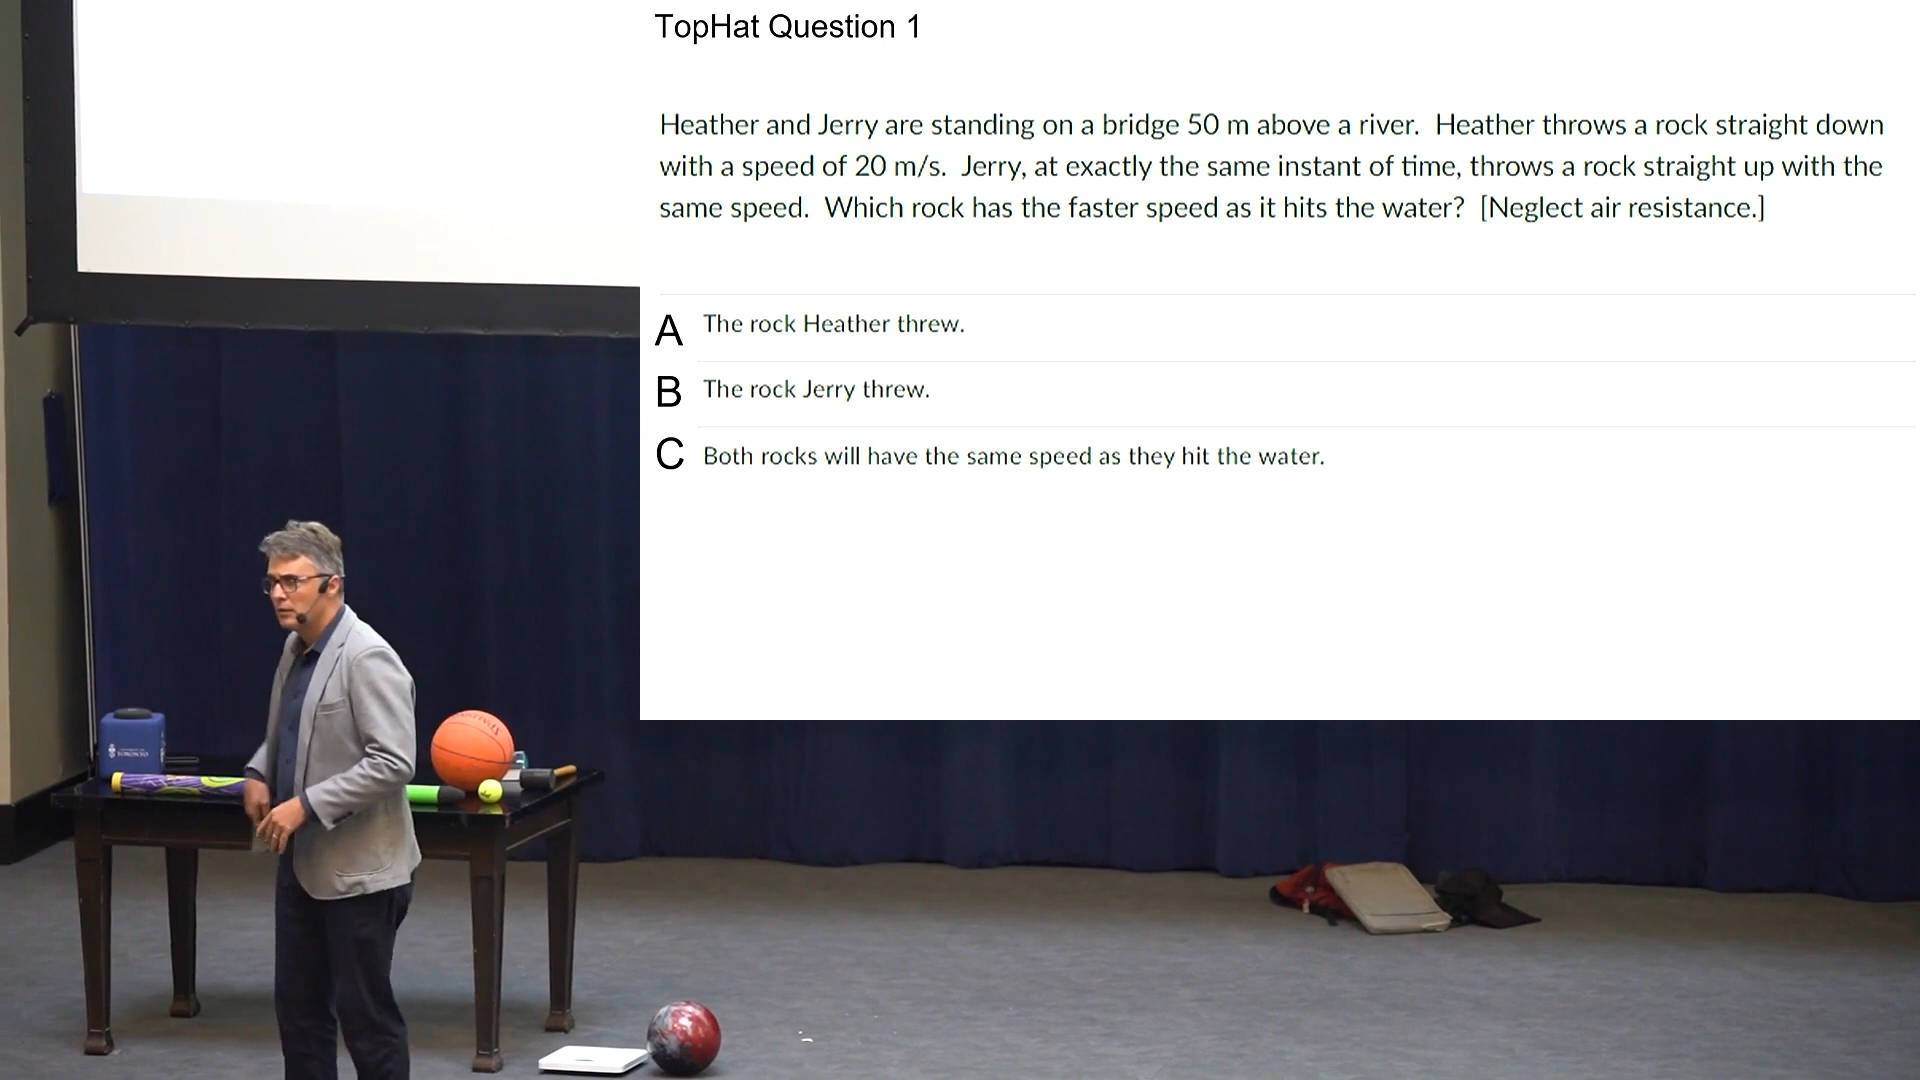 TopHat Question 1
Heather and Jerry are standing on a bridge 50 m above a river. Heather throws a rock straight down
with a speed of 20 m/s. Jerry, at exactly the same instant of time, throws a rock straight up with the
same speed. Which rock has the faster speed as it hits the water? [Neglect air resistance.]
A The rock Heather threw.
B The rock Jerry threw.
C Both rocks will have the same speed as they hit the water.
TORONTO